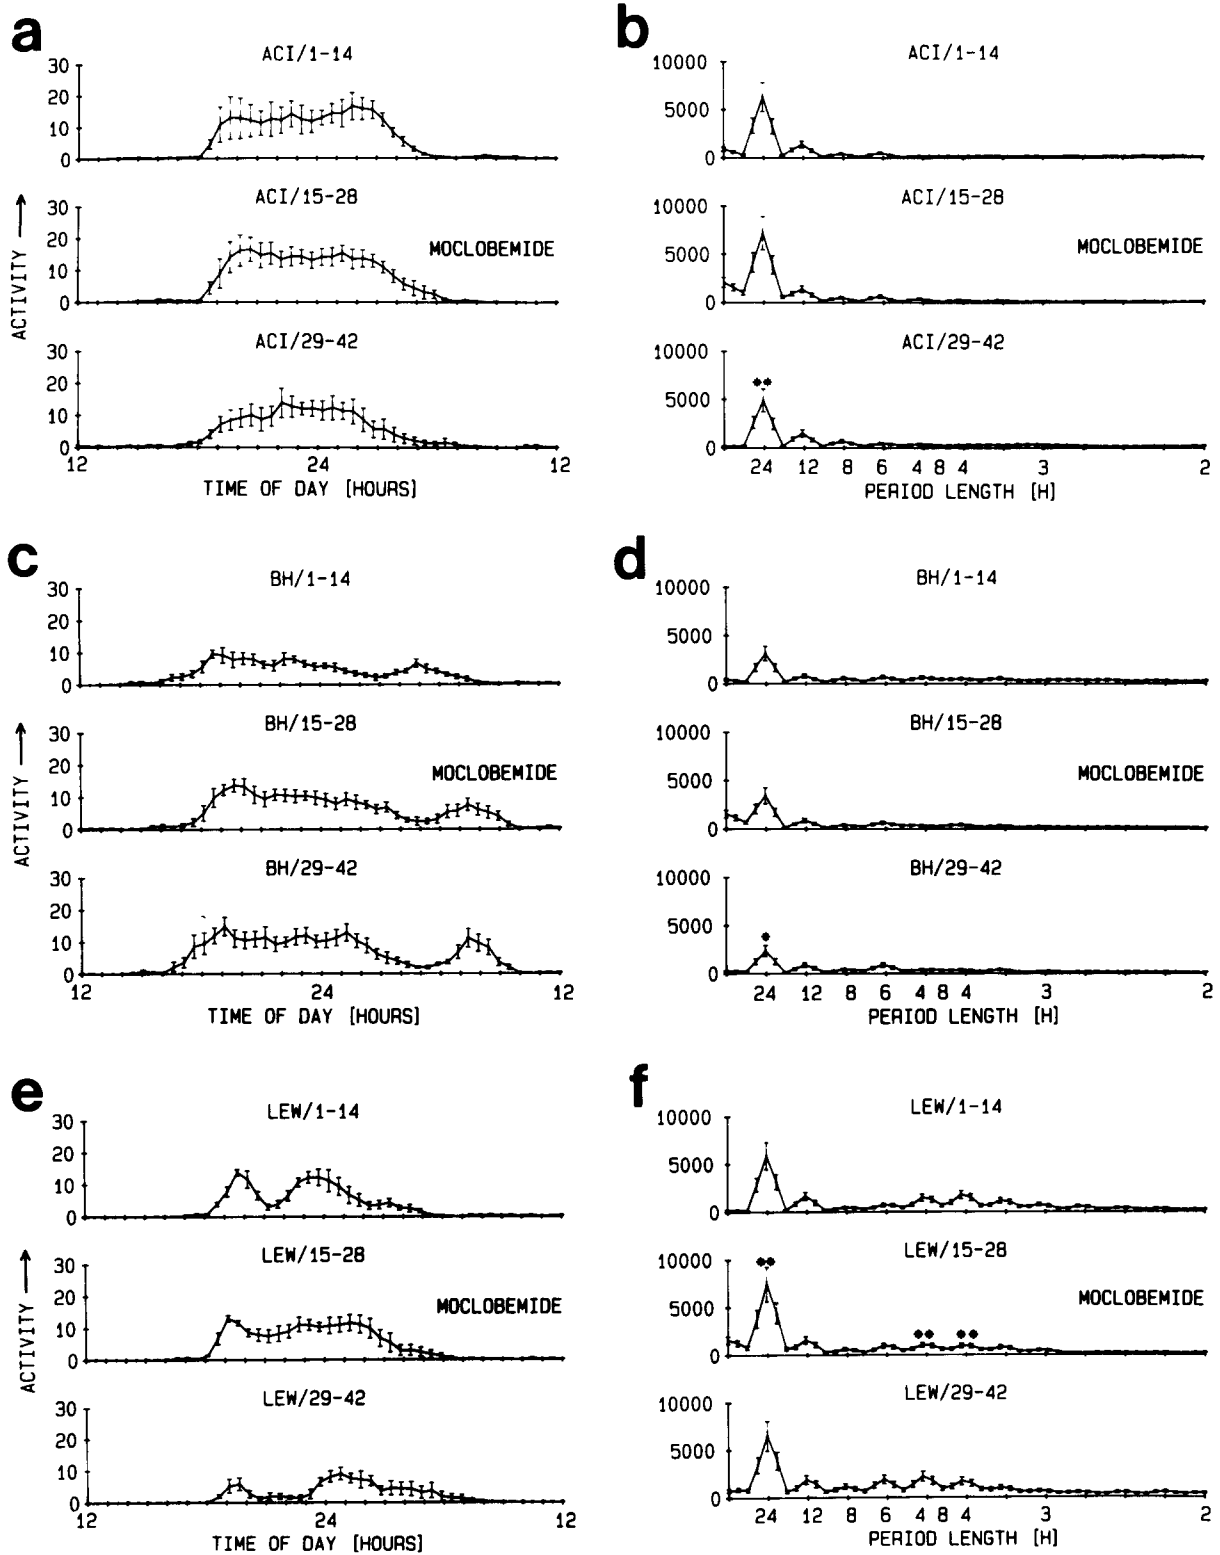 a
ACI/1-14
30
20
10
0
ACI/15-28
30
20
10
0
MOCLOBEMIDE
ACTIVITY
ACI/29-42
30
20
10
0
12 24 12
TIME OF DAY [HOURS]
b
ACI/1-14
10000
5000
0
ACI/15-28
10000
5000
0
MOCLOBEMIDE
ACI/29-42
10000
5000
0
**
24 12 8 6 4 8 4 3 2
PERIOD LENGTH [H]
c
BH/1-14
30
20
10
0
BH/15-28
30
20
10
0
MOCLOBEMIDE
ACTIVITY
BH/29-42
30
20
10
0
12 24 12
TIME OF DAY [HOURS]
d
BH/1-14
10000
5000
0
BH/15-28
10000
5000
0
MOCLOBEMIDE
BH/29-42
10000
5000
0
*
24 12 8 6 4 8 4 3 2
PERIOD LENGTH [H]
e
LEW/1-14
30
20
10
0
LEW/15-28
30
20
10
0
MOCLOBEMIDE
ACTIVITY
LEW/29-42
30
20
10
0
12 24 12
TIME OF DAY [HOURS]
f
LEW/1-14
10000
5000
0
LEW/15-28
10000
5000
0
**
** **
MOCLOBEMIDE
LEW/29-42
10000
5000
0
24 12 8 6 4 8 4 3 2
PERIOD LENGTH [H]